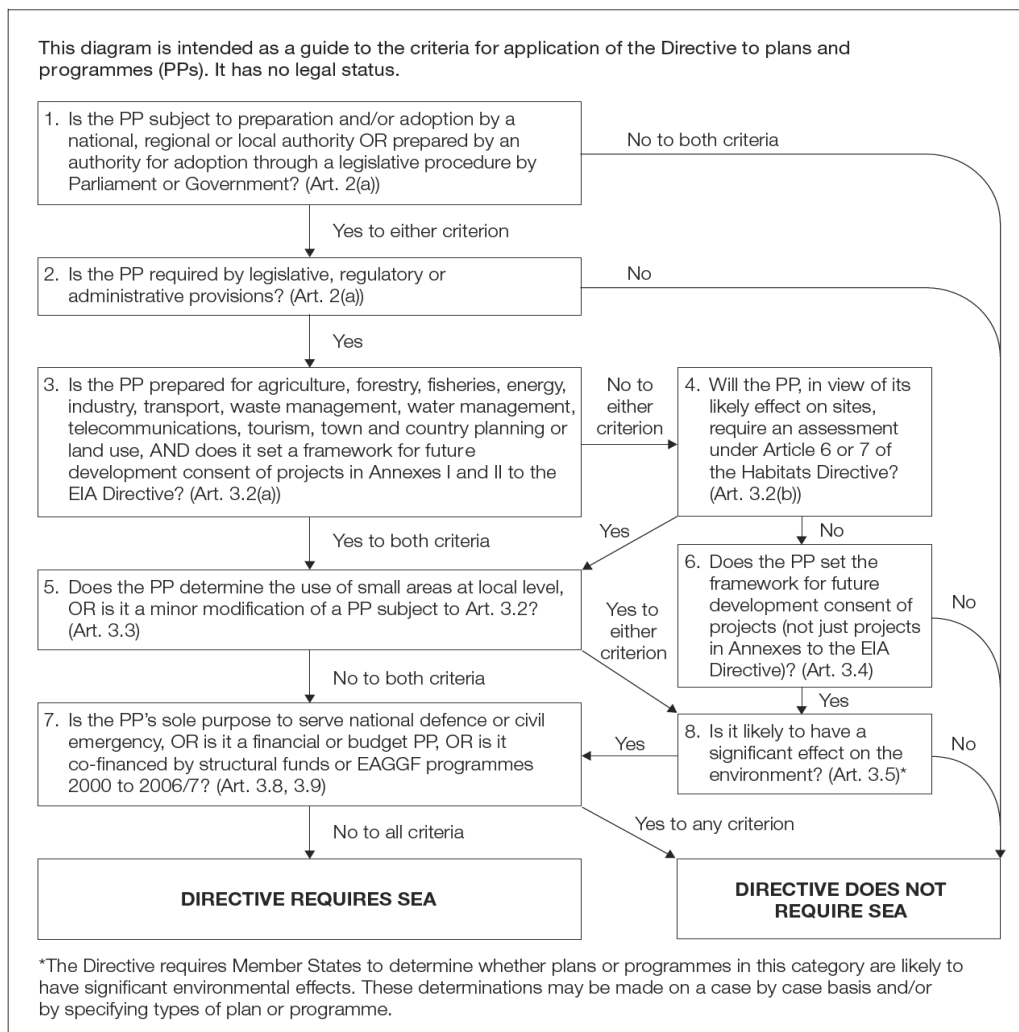 This diagram is intended as a guide to the criteria for application of the Directive to plans and
programmes (PPs). It has no legal status.
1. Is the PP subject to preparation and/or adoption by a
national, regional or local authority OR prepared by an
authority for adoption through a legislative procedure by
Parliament or Government? (Art. 2(a))
No to both criteria
Yes to either criterion
2. Is the PP required by legislative, regulatory or
administrative provisions? (Art. 2(a))
No
Yes
3. Is the PP prepared for agriculture, forestry, fisheries, energy,
industry, transport, waste management, water management,
telecommunications, tourism, town and country planning or
land use, AND does it set a framework for future
development consent of projects in Annexes I and II to the
EIA Directive? (Art. 3.2(a))
No to
either
criterion
4. Will the PP, in view of its
likely effect on sites,
require an assessment
under Article 6 or 7 of
the Habitats Directive?
(Art. 3.2(b))
Yes to both criteria
Yes
No
5. Does the PP determine the use of small areas at local level,
OR is it a minor modification of a PP subject to Art. 3.2?
(Art. 3.3)
Yes to
either
criterion
6. Does the PP set the
framework for future
development consent of
projects (not just projects
in Annexes to the EIA
Directive)? (Art. 3.4)
No
No to both criteria
Yes
7. Is the PP's sole purpose to serve national defence or civil
emergency, OR is it a financial or budget PP, OR is it
co-financed by structural funds or EAGGF programmes
2000 to 2006/7? (Art. 3.8, 3.9)
Yes
8. Is it likely to have a
significant effect on the
environment? (Art. 3.5)*
No
No to all criteria
Yes to any criterion
DIRECTIVE REQUIRES SEA
DIRECTIVE DOES NOT
REQUIRE SEA
*The Directive requires Member States to determine whether plans or programmes in this category are likely to
have significant environmental effects. These determinations may be made on a case by case basis and/or
by specifying types of plan or programme.